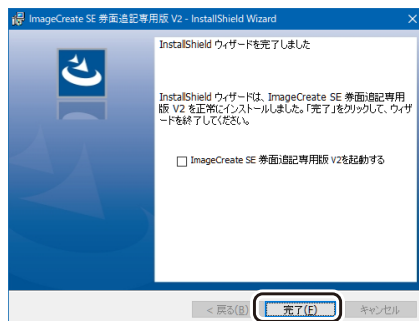 ImageCreate SE 券面追記専用版 V2 - InstallShield Wizard
InstallShield ウィザードを完了しました
InstallShield ウィザードは、ImageCreate SE 券面追記専用
版 V2 を正常にインストールしました。「完了」をクリックして、ウィザ
ードを終了してください。
ImageCreate SE 券面追記専用版 V2を起動する
< 戻る(B)
完了(F)
キャンセル